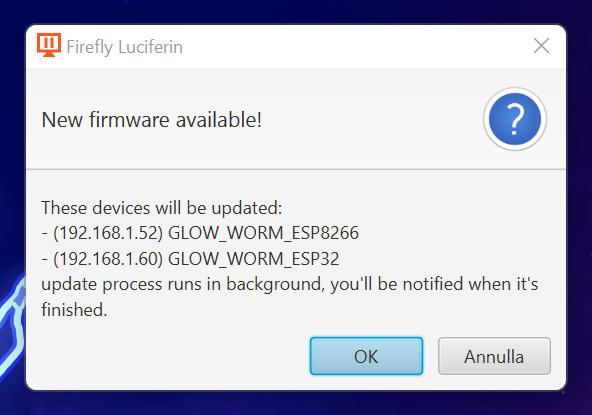 Firefly Luciferin
New firmware available!
?
These devices will be updated:
- (192.168.1.52) GLOW_WORM_ESP8266
- (192.168.1.60) GLOW_WORM_ESP32
update process runs in background, you'll be notified when it's
finished.
OK
Annulla